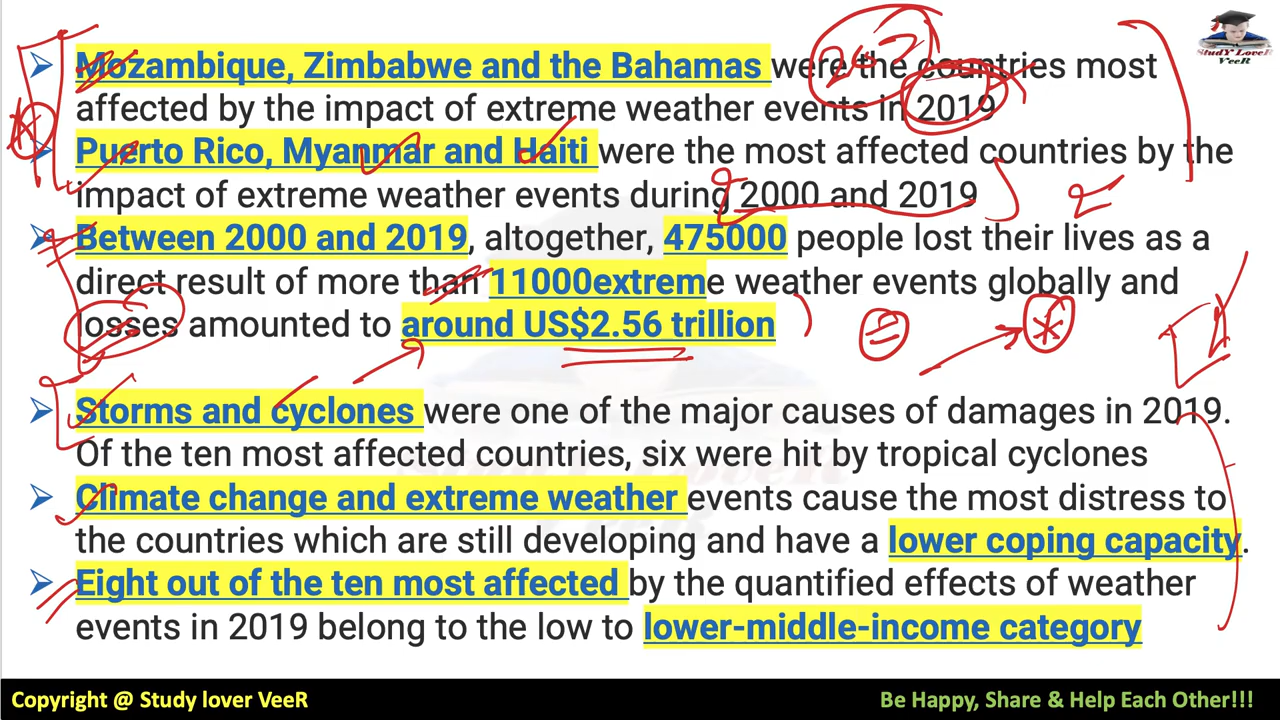 Mozambique, Zimbabwe and the Bahamas were the countries most
affected by the impact of extreme weather events in 2019
Puerto Rico, Myanmar and Haiti were the most affected countries by the
impact of extreme weather events during 2000 and 2019
Between 2000 and 2019, altogether, 475000 people lost their lives as a
direct result of more than 11000extreme weather events globally and
losses amounted to around US$2.56 trillion
Storms and cyclones were one of the major causes of damages in 2019.
Of the ten most affected countries, six were hit by tropical cyclones
Climate change and extreme weather events cause the most distress to
the countries which are still developing and have a lower coping capacity.
Eight out of the ten most affected by the quantified effects of weather
events in 2019 belong to the low to lower-middle-income category
StudY LoveR
VeeR
Copyright @ Study lover VeeR
Be Happy, Share & Help Each Other!!!